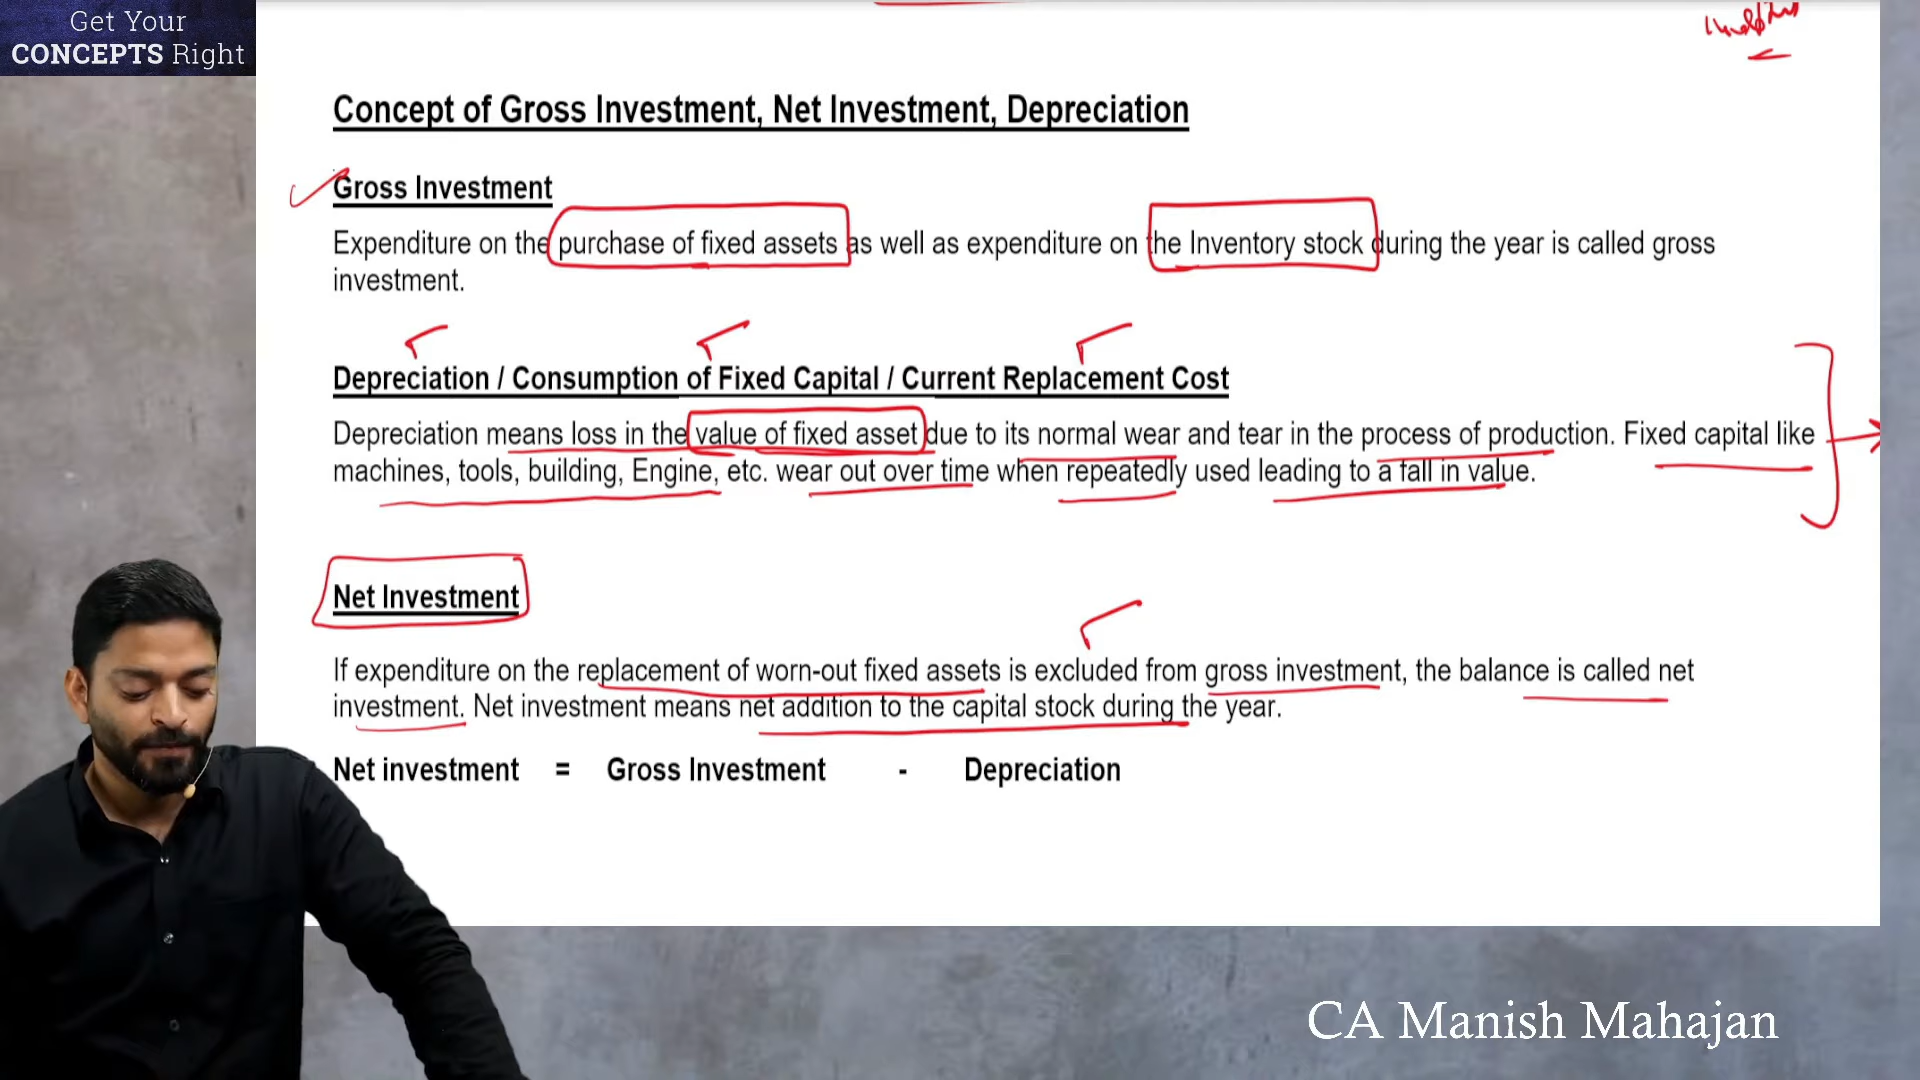 Get Your
CONCEPTS Right
Concept of Gross Investment, Net Investment, Depreciation
Gross Investment
Expenditure on the purchase of fixed assets as well as expenditure on the Inventory stock during the year is called gross
investment.
Depreciation / Consumption of Fixed Capital / Current Replacement Cost
Depreciation means loss in the value of fixed asset due to its normal wear and tear in the process of production. Fixed capital like
machines, tools, building, Engine, etc. wear out over time when repeatedly used leading to a fall in value.
Net Investment
If expenditure on the replacement of worn-out fixed assets is excluded from gross investment, the balance is called net
investment. Net investment means net addition to the capital stock during the year.
Net investment = Gross Investment - Depreciation
CA Manish Mahajan